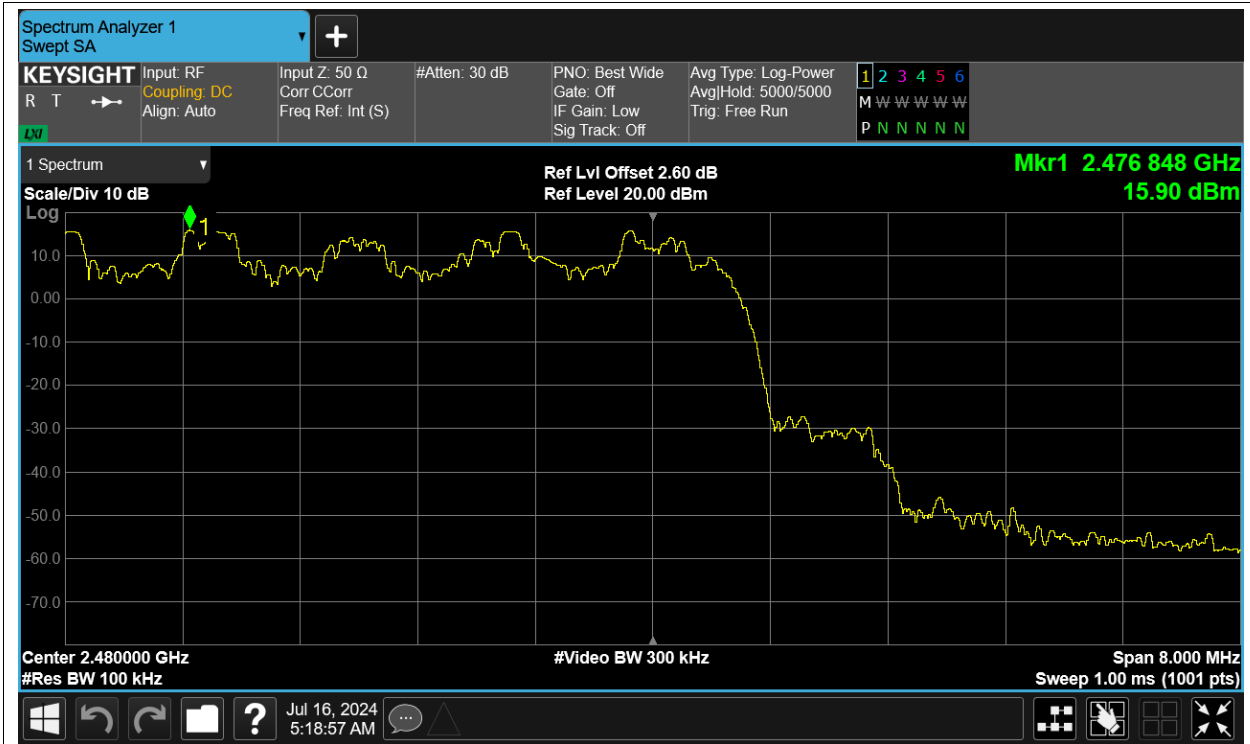 Spectrum Analyzer 1
Swept SA
KEYSIGHT
R T
LXI
Input: RF
Coupling: DC
Align: Auto
Input Z: 50 Ω
Corr CCorr
Freq Ref: Int (S)
#Atten: 30 dB
PNO: Best Wide
Gate: Off
IF Gain: Low
Sig Track: Off
Avg Type: Log-Power
Avg|Hold: 5000/5000
Trig: Free Run
1 2 3 4 5 6
M W W W W W
P N N N N N
1 Spectrum
Scale/Div 10 dB
Log
Ref Lvl Offset 2.60 dB
Ref Level 20.00 dBm
Mkr1 2.476 848 GHz
15.90 dBm
1
10.0
0.00
-10.0
-20.0
-30.0
-40.0
-50.0
-60.0
-70.0
Center 2.480000 GHz
#Res BW 100 kHz
#Video BW 300 kHz
Span 8.000 MHz
Sweep 1.00 ms (1001 pts)
?
Jul 16, 2024
5:18:57 AM